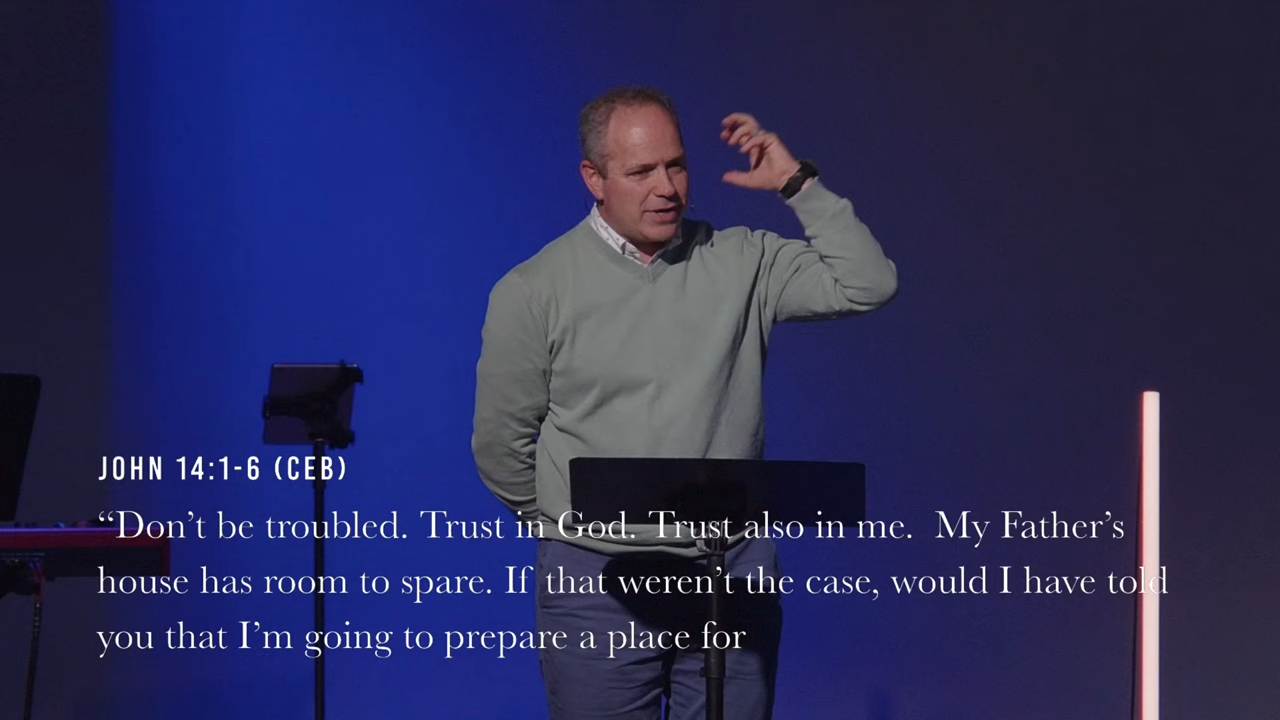 JOHN 14:1-6 (CEB)
“Don’t be troubled. Trust in God. Trust also in me.  My Father’s
house has room to spare. If that weren’t the case, would I have told
you that I’m going to prepare a place for